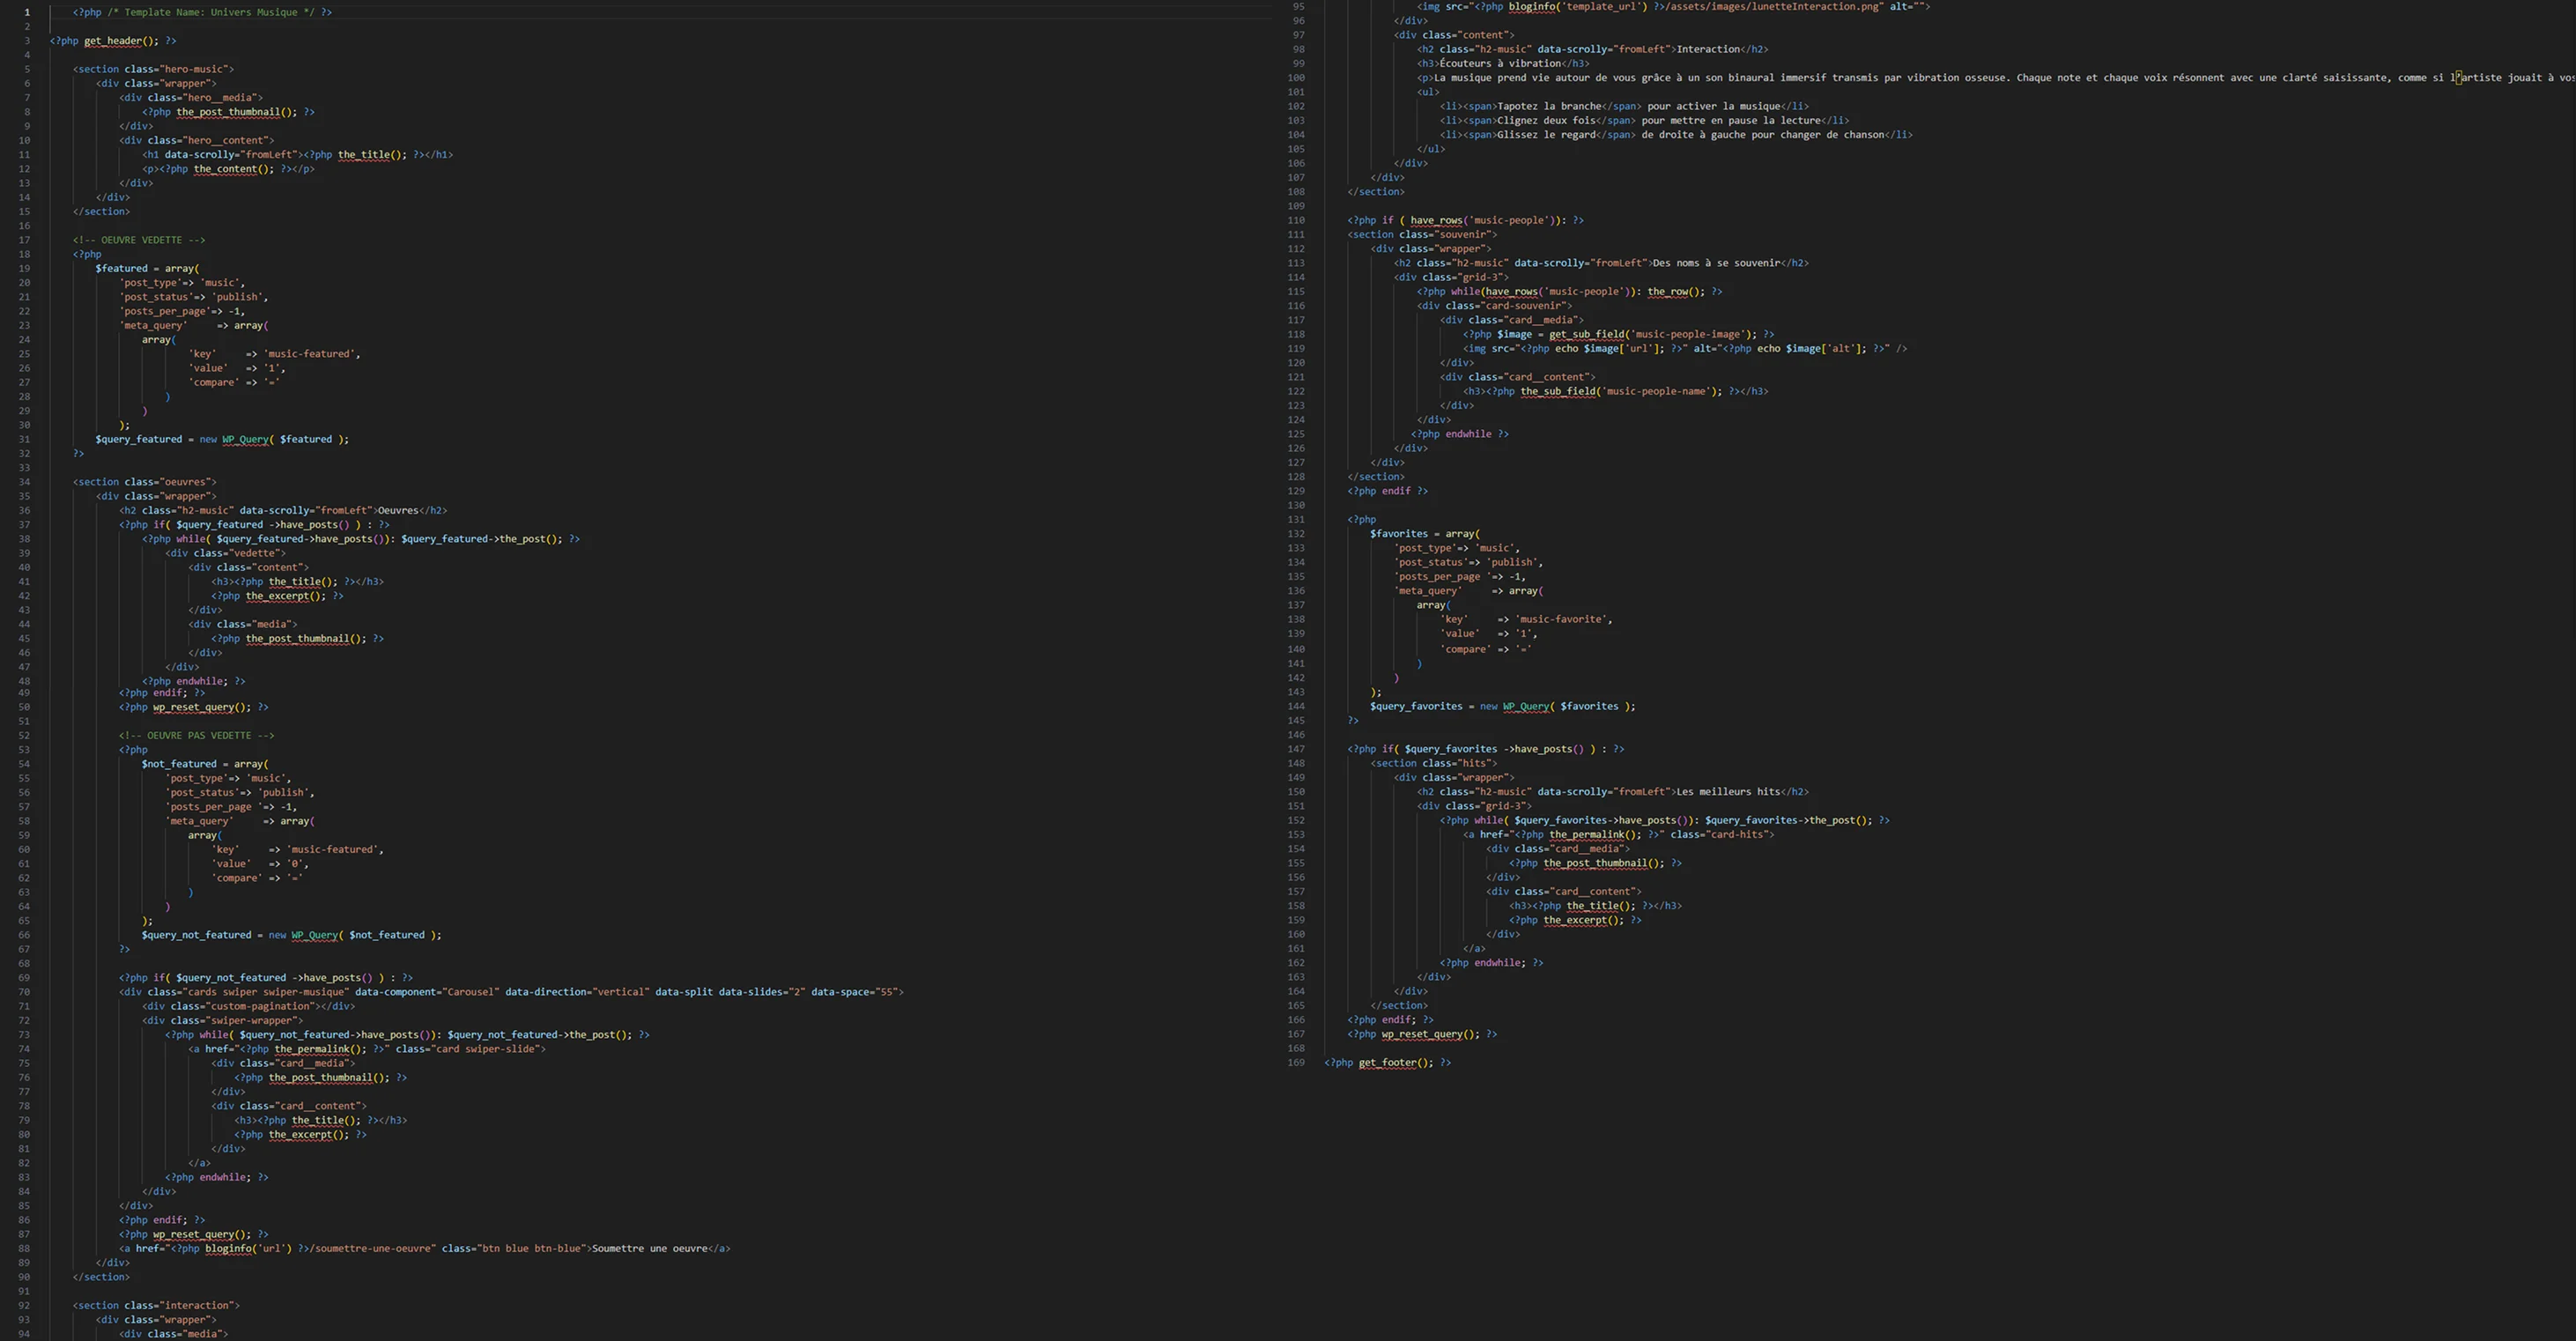 1 <?php /* Template Name: Univers Musique */ ?>
2
3 <?php get_header(); ?>
4
5 <section class="hero-music">
6 <div class="wrapper">
7 <div class="hero__media">
8 <?php the_post_thumbnail(); ?>
9 </div>
10 <div class="hero__content">
11 <h1 data-scrolly="fromLeft"><?php the_title(); ?></h1>
12 <p><?php the_content(); ?></p>
13 </div>
14 </div>
15 </section>
16
17 <!-- OEUVRE VEDETTE -->
18 <?php
19 $featured = array(
20 'post_type'=> 'music',
21 'post_status'=> 'publish',
22 'posts_per_page'=> -1,
23 'meta_query' => array(
24 array(
25 'key' => 'music-featured',
26 'value' => '1',
27 'compare' => '='
28 )
29 )
30 );
31 $query_featured = new WP_Query( $featured );
32 ?>
33
34 <section class="oeuvres">
35 <div class="wrapper">
36 <h2 class="h2-music" data-scrolly="fromLeft">Oeuvres</h2>
37 <?php if( $query_featured ->have_posts() ) : ?>
38 <?php while( $query_featured->have_posts()): $query_featured->the_post(); ?>
39 <div class="vedette">
40 <div class="content">
41 <h3><?php the_title(); ?></h3>
42 <?php the_excerpt(); ?>
43 </div>
44 <div class="media">
45 <?php the_post_thumbnail(); ?>
46 </div>
47 </div>
48 <?php endwhile; ?>
49 <?php endif; ?>
50 <?php wp_reset_query(); ?>
51
52 <!-- OEUVRE PAS VEDETTE -->
53 <?php
54 $not_featured = array(
55 'post_type'=> 'music',
56 'post_status'=> 'publish',
57 'posts_per_page '=> -1,
58 'meta_query' => array(
59 array(
60 'key' => 'music-featured',
61 'value' => '0',
62 'compare' => '='
63 )
64 )
65 );
66 $query_not_featured = new WP_Query( $not_featured );
67 ?>
68
69 <?php if( $query_not_featured ->have_posts() ) : ?>
70 <div class="cards swiper swiper-musique" data-component="Carousel" data-direction="vertical" data-split data-slides="2" data-space="55">
71 <div class="custom-pagination"></div>
72 <div class="swiper-wrapper">
73 <?php while( $query_not_featured->have_posts()): $query_not_featured->the_post(); ?>
74 <a href="<?php the_permalink(); ?>" class="card swiper-slide">
75 <div class="card__media">
76 <?php the_post_thumbnail(); ?>
77 </div>
78 <div class="card__content">
79 <h3><?php the_title(); ?></h3>
80 <?php the_excerpt(); ?>
81 </div>
82 </a>
83 <?php endwhile; ?>
84 </div>
85 </div>
86 <?php endif; ?>
87 <?php wp_reset_query(); ?>
88 <a href="<?php bloginfo('url') ?>/soumettre-une-oeuvre" class="btn blue btn-blue">Soumettre une oeuvre</a>
89 </div>
90 </section>
91
92 <section class="interaction">
93 <div class="wrapper">
94 <div class="media">
95 <img src="<?php bloginfo('template_url') ?>/assets/images/lunetteInteraction.png" alt="">
96 </div>
97 <div class="content">
98 <h2 class="h2-music" data-scrolly="fromLeft">Interaction</h2>
99 <h3>Écouteurs à vibration</h3>
100 <p>La musique prend vie autour de vous grâce à un son binaural immersif transmis par vibration osseuse. Chaque note et chaque voix résonnent avec une clarté saisissante, comme si l’artiste jouait à vos
101 <ul>
102 <li><span>Tapotez la branche</span> pour activer la musique</li>
103 <li><span>Clignez deux fois</span> pour mettre en pause la lecture</li>
104 <li><span>Glissez le regard</span> de droite à gauche pour changer de chanson</li>
105 </ul>
106 </div>
107 </div>
108 </section>
109
110 <?php if ( have_rows('music-people')): ?>
111 <section class="souvenir">
112 <div class="wrapper">
113 <h2 class="h2-music" data-scrolly="fromLeft">Des noms à se souvenir</h2>
114 <div class="grid-3">
115 <?php while(have_rows('music-people')): the_row(); ?>
116 <div class="card-souvenir">
117 <div class="card__media">
118 <?php $image = get_sub_field('music-people-image'); ?>
119 <img src="<?php echo $image['url']; ?>" alt="<?php echo $image['alt']; ?>" />
120 </div>
121 <div class="card__content">
122 <h3><?php the_sub_field('music-people-name'); ?></h3>
123 </div>
124 </div>
125 <?php endwhile ?>
126 </div>
127 </div>
128 </section>
129 <?php endif ?>
130
131 <?php
132 $favorites = array(
133 'post_type'=> 'music',
134 'post_status'=> 'publish',
135 'posts_per_page '=> -1,
136 'meta_query' => array(
137 array(
138 'key' => 'music-favorite',
139 'value' => '1',
140 'compare' => '='
141 )
142 )
143 );
144 $query_favorites = new WP_Query( $favorites );
145 ?>
146
147 <?php if( $query_favorites ->have_posts() ) : ?>
148 <section class="hits">
149 <div class="wrapper">
150 <h2 class="h2-music" data-scrolly="fromLeft">Les meilleurs hits</h2>
151 <div class="grid-3">
152 <?php while( $query_favorites->have_posts()): $query_favorites->the_post(); ?>
153 <a href="<?php the_permalink(); ?>" class="card-hits">
154 <div class="card__media">
155 <?php the_post_thumbnail(); ?>
156 </div>
157 <div class="card__content">
158 <h3><?php the_title(); ?></h3>
159 <?php the_excerpt(); ?>
160 </div>
161 </a>
162 <?php endwhile; ?>
163 </div>
164 </div>
165 </section>
166 <?php endif; ?>
167 <?php wp_reset_query(); ?>
168
169 <?php get_footer(); ?>